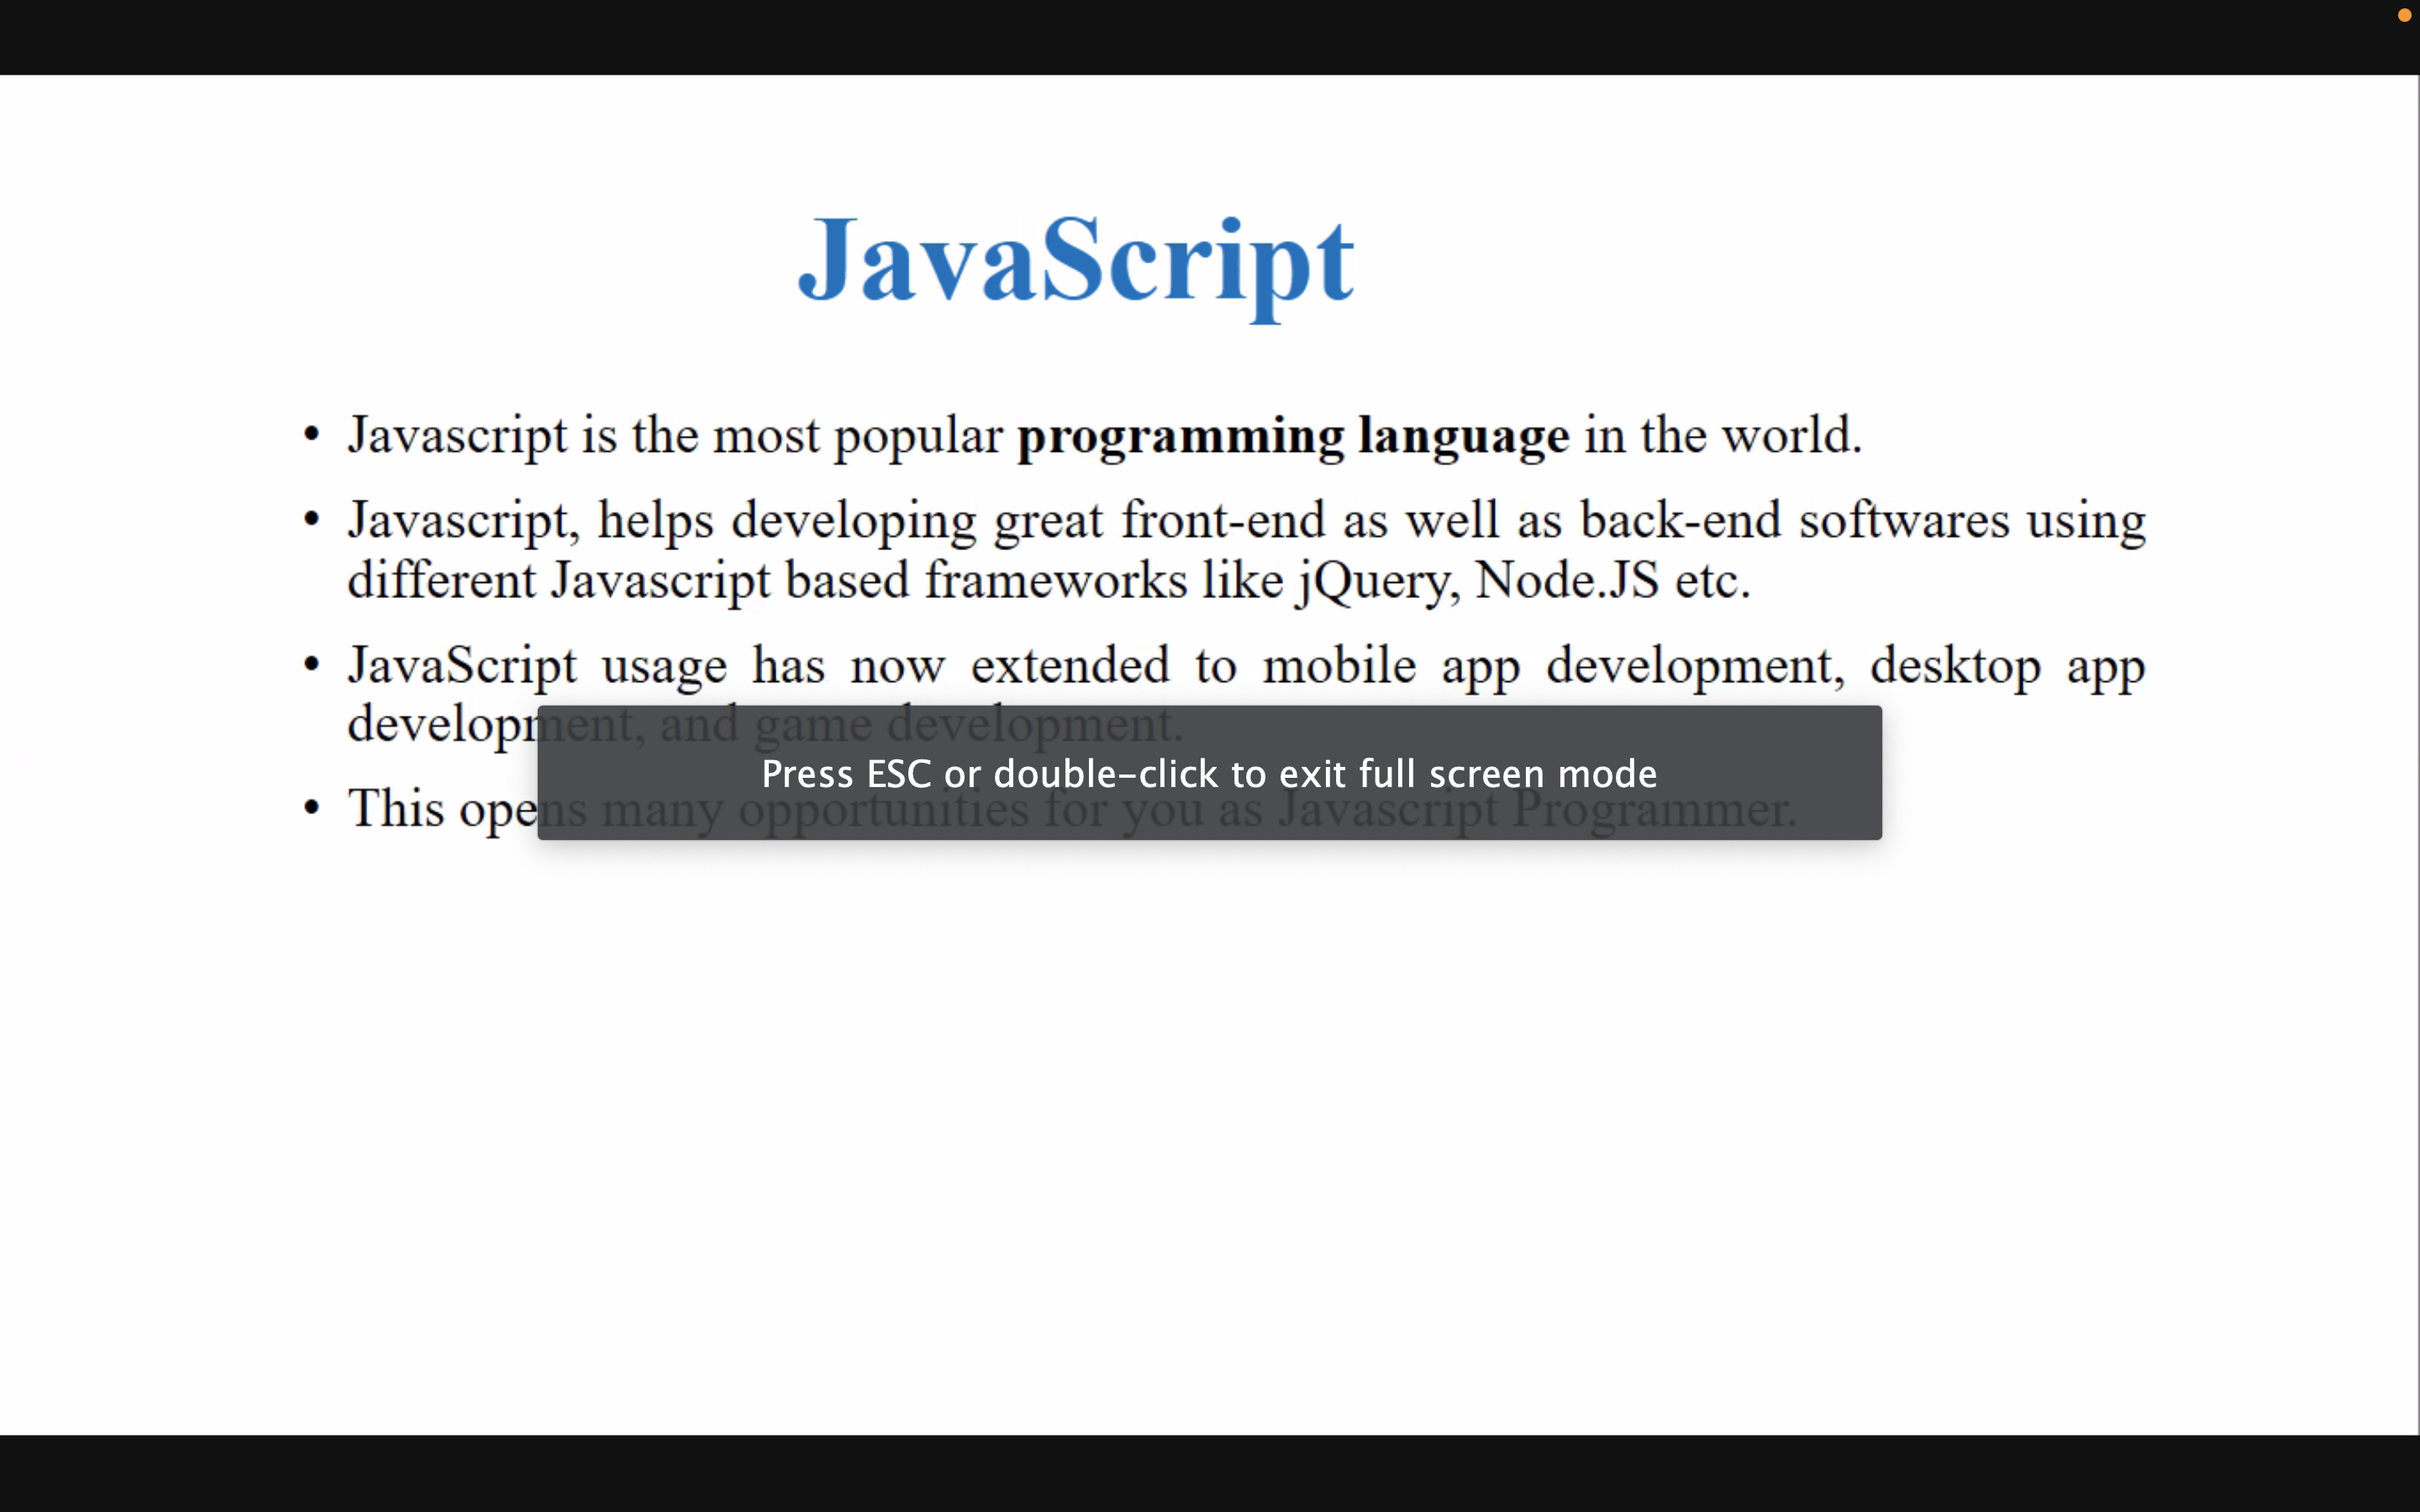 JavaScript
• Javascript is the most popular programming language in the world.
• Javascript, helps developing great front-end as well as back-end softwares using
different Javascript based frameworks like jQuery, Node.JS etc.
• JavaScript usage has now extended to mobile app development, desktop app
development, and game development.
Press ESC or double-click to exit full screen mode
• This opens many opportunities for you as Javascript Programmer.